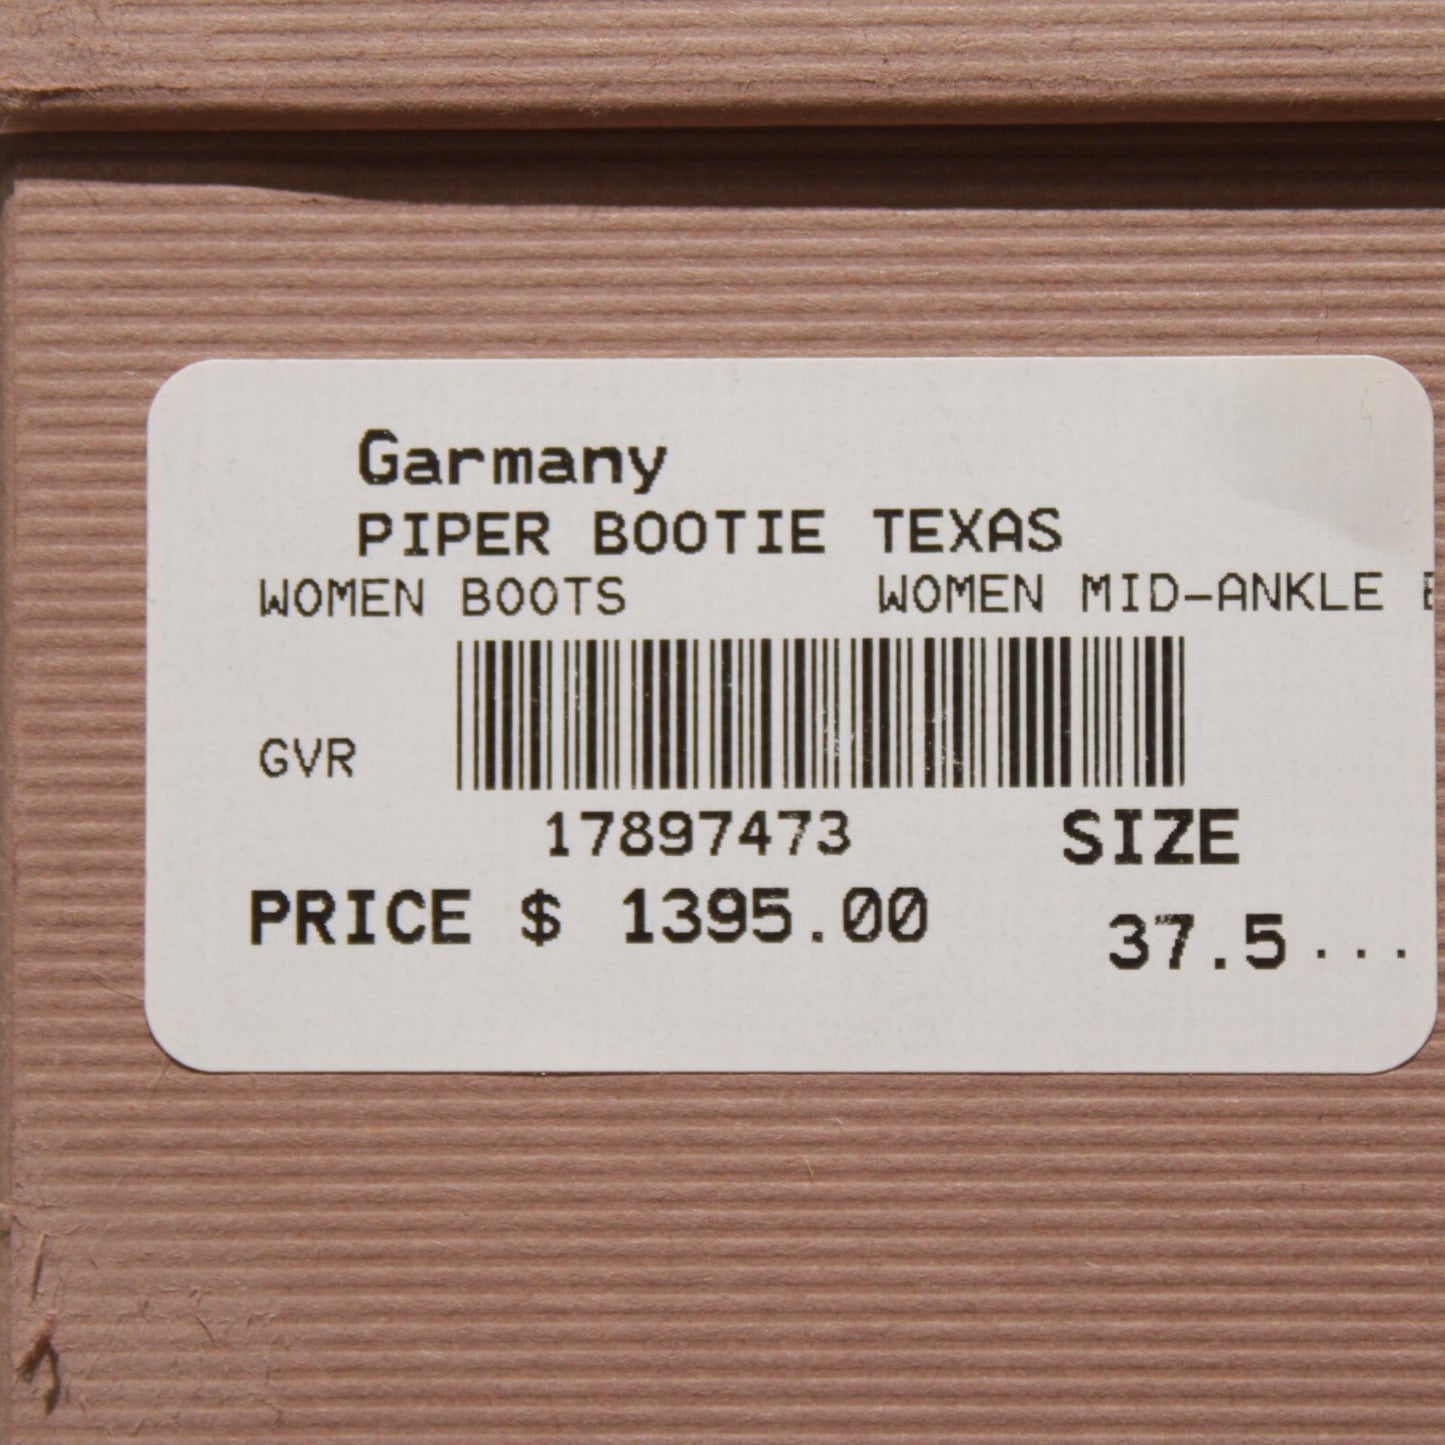 Garmany
PIPER BOOTIE TEXAS
WOMEN BOOTS WOMEN MID-ANKLE
GVR
17897473 SIZE
PRICE $ 1395.00 37.5...